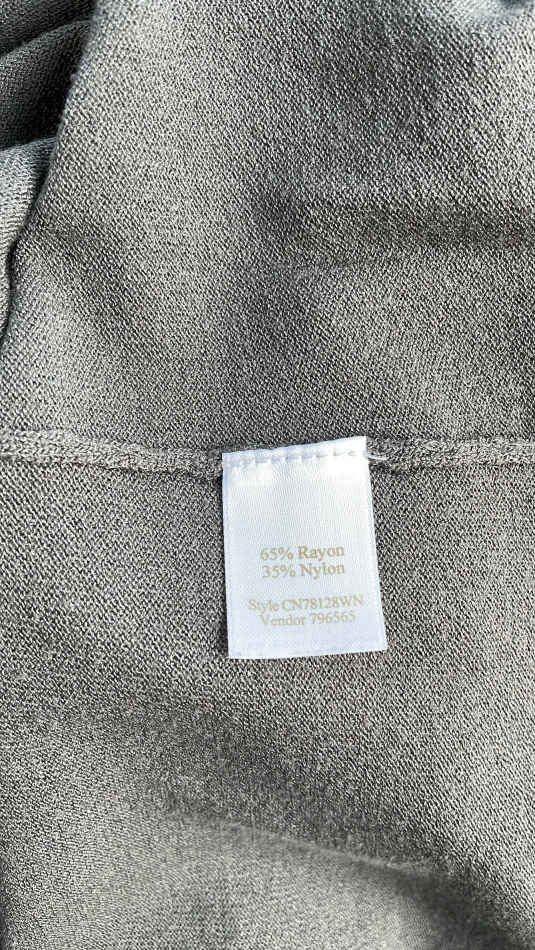 65% Rayon
35% Nylon
Style CN78128WN
Vendor 796565